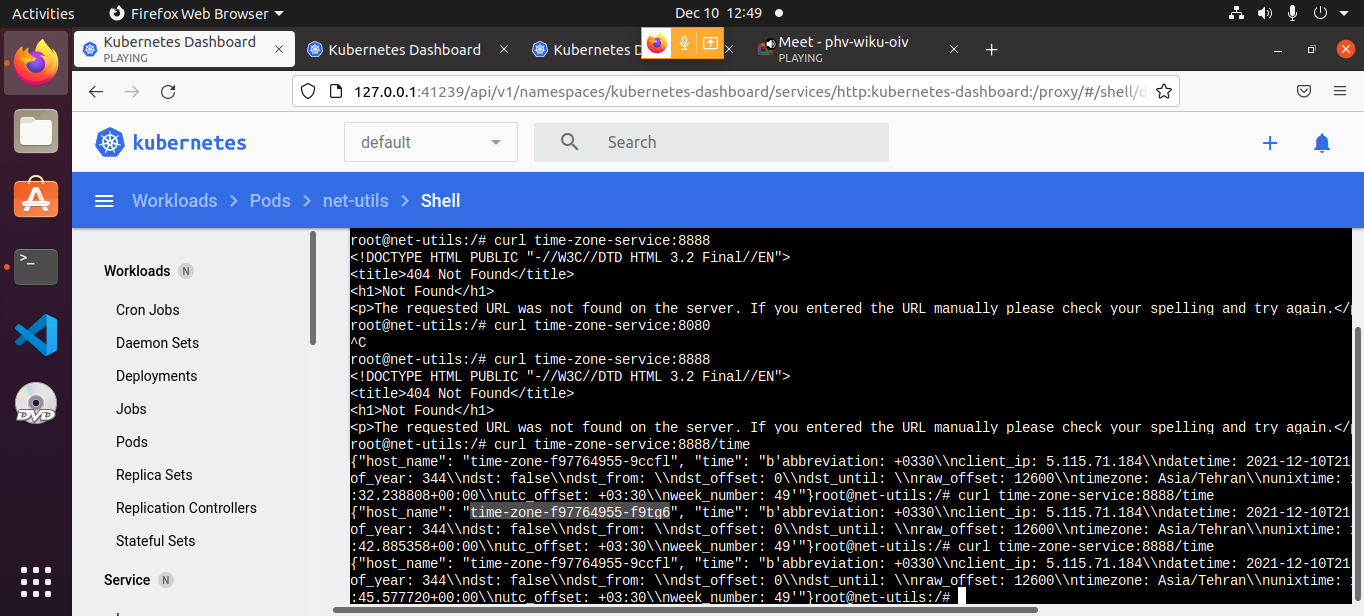 Activities
Firefox Web Browser
Dec 10 12:49
Kubernetes Dashboard
PLAYING
Kubernetes Dashboard
Kubernetes D
Meet - phv-wiku-oiv
PLAYING
127.0.0.1:41239/api/v1/namespaces/kubernetes-dashboard/services/http:kubernetes-dashboard:/proxy/#/shell/d
kubernetes
default
Search
Workloads
Pods
net-utils
Shell
Workloads N
Cron Jobs
Daemon Sets
Deployments
Jobs
Pods
Replica Sets
Replication Controllers
Stateful Sets
Service N
root@net-utils:/# curl time-zone-service:8888
<!DOCTYPE HTML PUBLIC "-//W3C//DTD HTML 3.2 Final//EN">
<title>404 Not Found</title>
<h1>Not Found</h1>
<p>The requested URL was not found on the server. If you entered the URL manually please check your spelling and try again.</p
root@net-utils:/# curl time-zone-service:8080
^C
root@net-utils:/# curl time-zone-service:8888
<!DOCTYPE HTML PUBLIC "-//W3C//DTD HTML 3.2 Final//EN">
<title>404 Not Found</title>
<h1>Not Found</h1>
<p>The requested URL was not found on the server. If you entered the URL manually please check your spelling and try again.</p
root@net-utils:/# curl time-zone-service:8888/time
{"host_name": "time-zone-f97764955-9ccfl", "time": "b'abbreviation: +0330\\nclient_ip: 5.115.71.184\\ndatetime: 2021-12-10T21
of_year: 344\\ndst: false\\ndst_from: \\ndst_offset: 0\\ndst_until: \\nraw_offset: 12600\\ntimezone: Asia/Tehran\\nunixtime:
:32.238808+00:00\\nutc_offset: +03:30\\nweek_number: 49'"}root@net-utils:/# curl time-zone-service:8888/time
{"host_name": "time-zone-f97764955-f9tg6", "time": "b'abbreviation: +0330\\nclient_ip: 5.115.71.184\\ndatetime: 2021-12-10T21
of_year: 344\\ndst: false\\ndst_from: \\ndst_offset: 0\\ndst_until: \\nraw_offset: 12600\\ntimezone: Asia/Tehran\\nunixtime:
:42.885358+00:00\\nutc_offset: +03:30\\nweek_number: 49'"}root@net-utils:/# curl time-zone-service:8888/time
{"host_name": "time-zone-f97764955-9ccfl", "time": "b'abbreviation: +0330\\nclient_ip: 5.115.71.184\\ndatetime: 2021-12-10T21
of_year: 344\\ndst: false\\ndst_from: \\ndst_offset: 0\\ndst_until: \\nraw_offset: 12600\\ntimezone: Asia/Tehran\\nunixtime:
:45.577720+00:00\\nutc_offset: +03:30\\nweek_number: 49'"}root@net-utils:/#
DVD